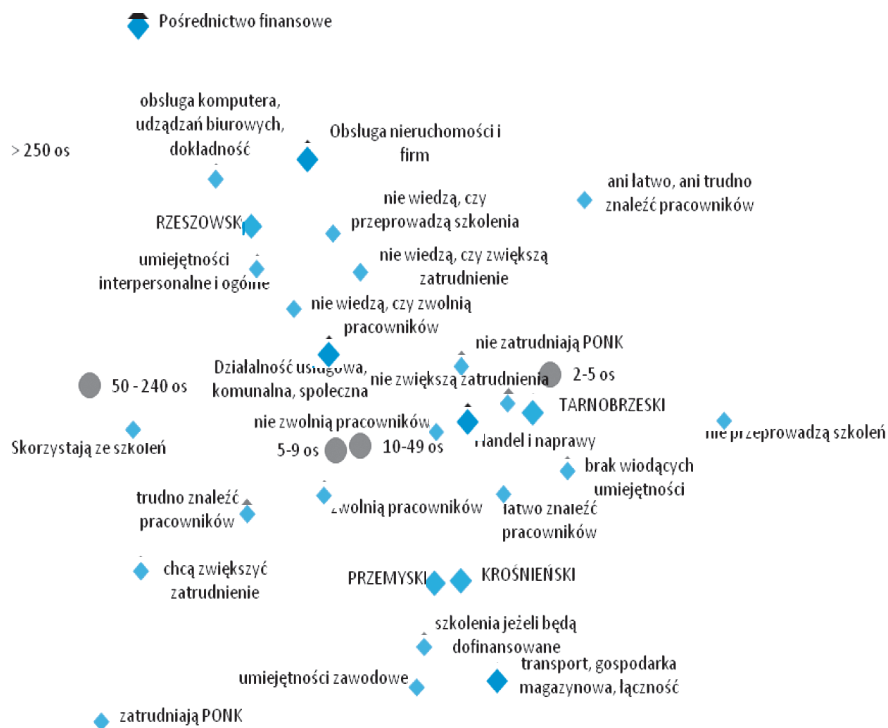 Pośrednictwo finansowe
obsługa komputera,
udządzań biurowych,
dokładność
Obsługa nieruchomości i
firm
> 250 os
ani łatwo, ani trudno
znaleźć pracowników
nie wiedzą, czy
przeprowadzą szkolenia
RZESZOWSKI
umiejętności
interpersonalne i ogólne
nie wiedzą, czy zwiększą
zatrudnienie
nie wiedzą, czy zwolnią
pracowników
nie zatrudniają PONK
Działalność usługowa,
komunalna, społeczna
nie zwiększą zatrudnienia
2-5 os
50 - 240 os
TARNOBRZESKI
nie zwolnią pracowników
Handel i naprawy
nie przeprowadzą szkoleń
Skorzystają ze szkoleń
5-9 os
10-49 os
brak wiodących
umiejętności
trudno znaleźć
pracowników
zwolnią pracowników
łatwo znaleźć
pracowników
chcą zwiększyć
zatrudnienie
PRZEMYSKI
KROŚNIEŃSKI
szkolenia jeżeli będą
dofinansowane
umiejętności zawodowe
transport, gospodarka
magazynowa, łączność
zatrudniają PONK